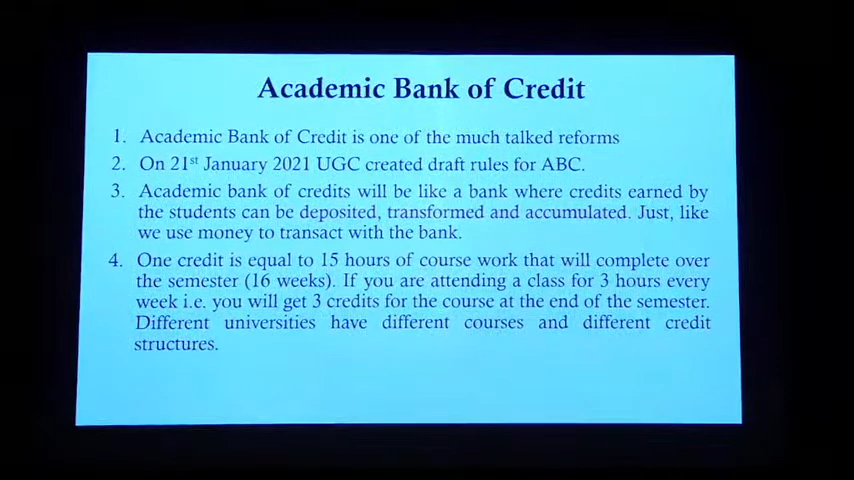 Academic Bank of Credit
1. Academic Bank of Credit is one of the much talked reforms
2. On 21st January 2021 UGC created draft rules for ABC.
3. Academic bank of credits will be like a bank where credits earned by
the students can be deposited, transformed and accumulated. Just, like
we use money to transact with the bank.
4. One credit is equal to 15 hours of course work that will complete over
the semester (16 weeks). If you are attending a class for 3 hours every
week i.e. you will get 3 credits for the course at the end of the semester.
Different universities have different courses and different credit
structures.